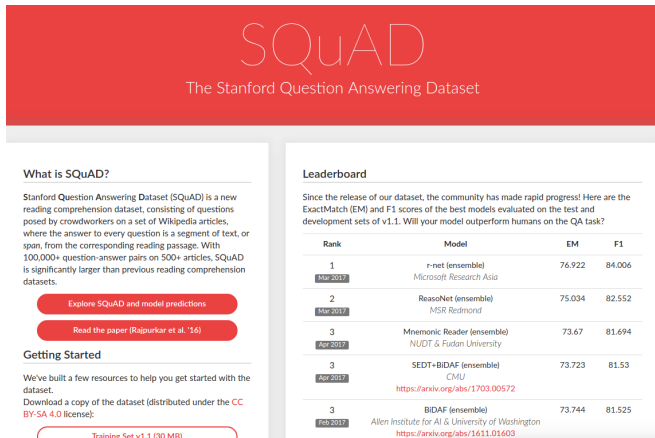 SQuAD
The Stanford Question Answering Dataset
What is SQuAD?
Stanford Question Answering Dataset (SQuAD) is a new
reading comprehension dataset, consisting of questions
posed by crowdworkers on a set of Wikipedia articles,
where the answer to every question is a segment of text, or
span, from the corresponding reading passage. With
100,000+ question-answer pairs on 500+ articles, SQuAD
is significantly larger than previous reading comprehension
datasets.
Explore SQuAD and model predictions
Read the paper (Rajpurkar et al. '16)
Getting Started
We've built a few resources to help you get started with the
dataset.
Download a copy of the dataset (distributed under the CC
BY-SA 4.0 license):
Training Set v1.1 (30 MB)
Leaderboard
Since the release of our dataset, the community has made rapid progress! Here are the
ExactMatch (EM) and F1 scores of the best models evaluated on the test and
development sets of v1.1. Will your model outperform humans on the QA task?
Rank Model EM F1
1 r-net (ensemble) 76.922 84.006
Mar 2017 Microsoft Research Asia
2 ReasoNet (ensemble) 75.034 82.552
Mar 2017 MSR Redmond
3 Mnemonic Reader (ensemble) 73.67 81.694
Apr 2017 NUDT & Fudan University
3 SEDT+BiDAF (ensemble) 73.723 81.53
Apr 2017 CMU
https://arxiv.org/abs/1703.00572
3 BiDAF (ensemble) 73.744 81.525
Feb 2017 Allen Institute for AI & University of Washington
https://arxiv.org/abs/1611.01603